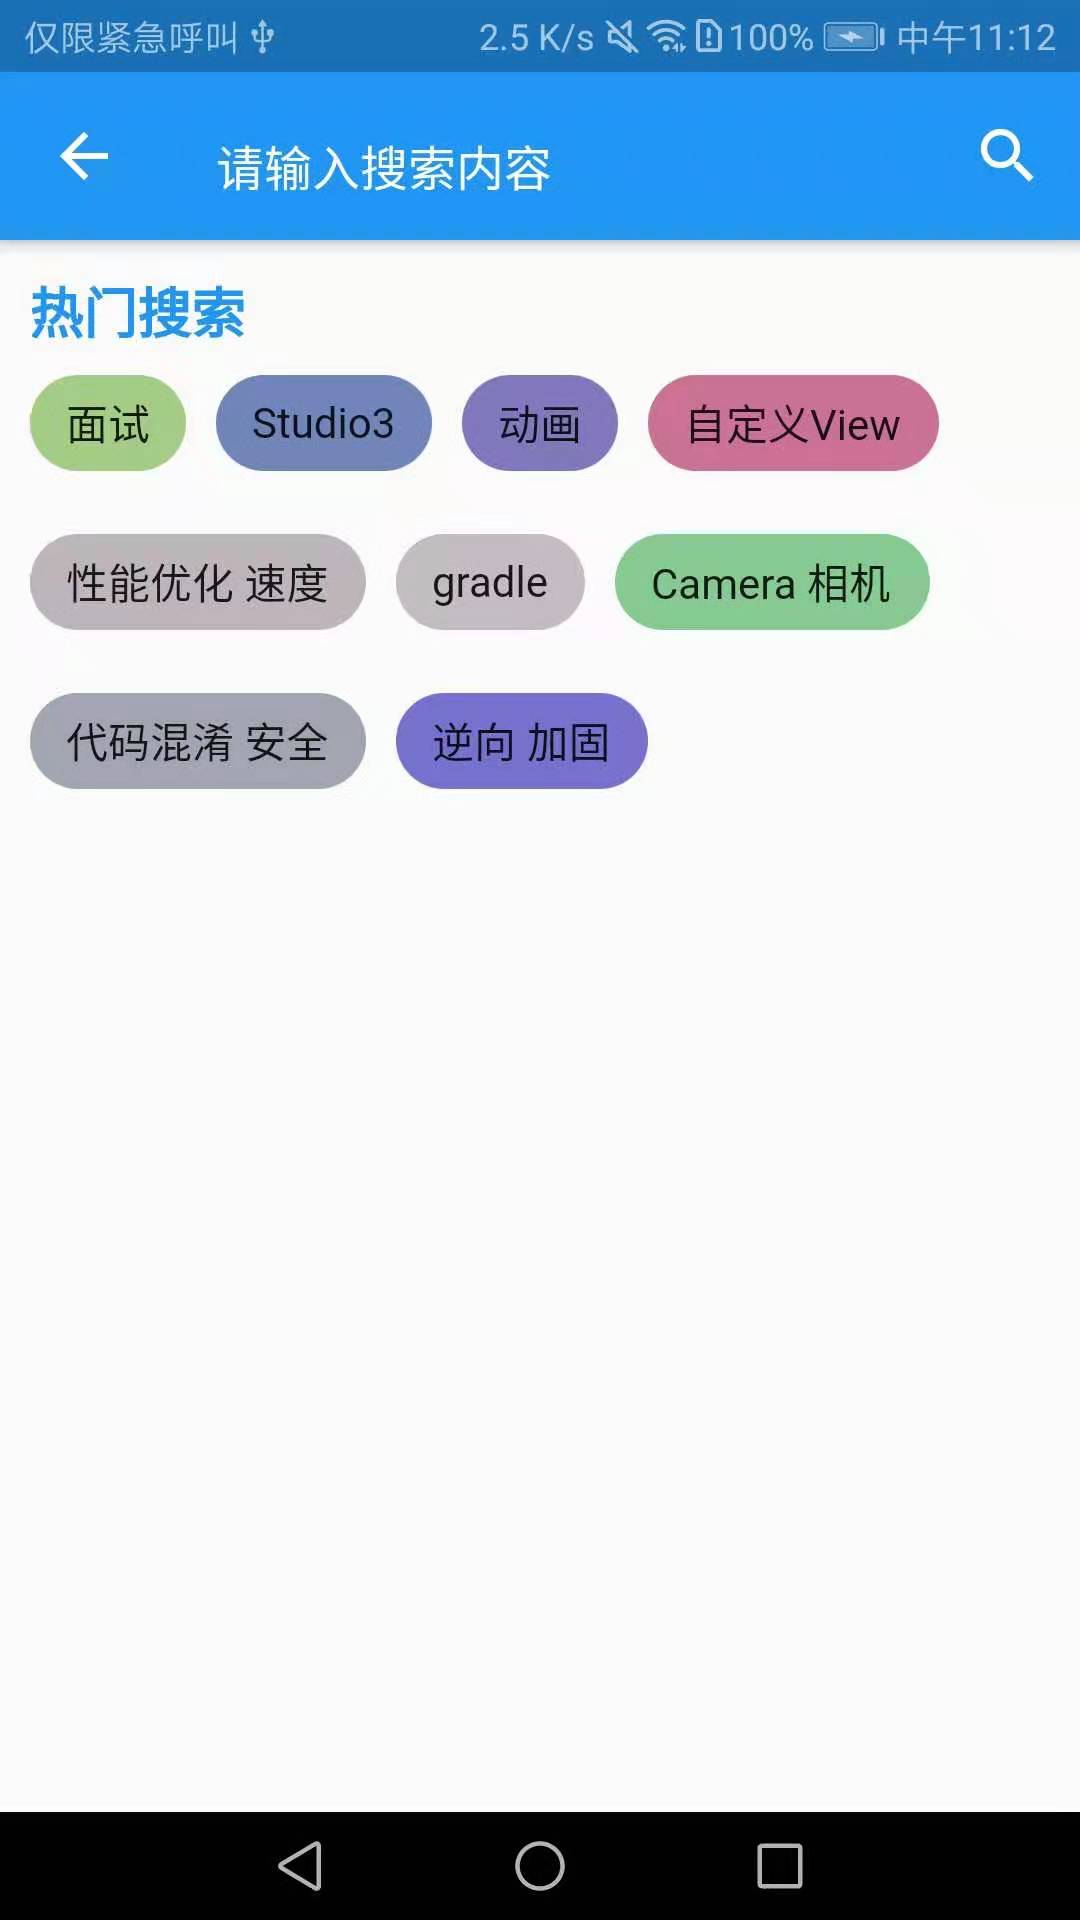 仅限紧急呼叫 2.5 K/s 100% 中午11:12
请输入搜索内容
热门搜索
面试 Studio3 动画 自定义View
性能优化 速度 gradle Camera 相机
代码混淆 安全 逆向 加固